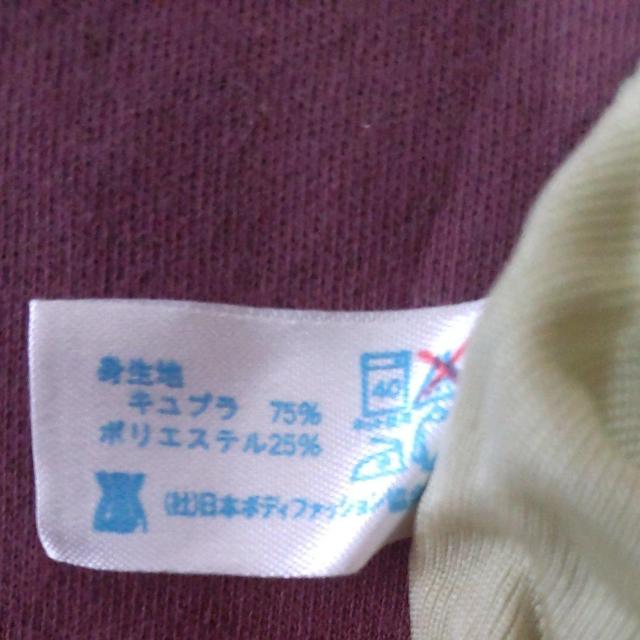 身生地
キュプラ 75%
ポリエステル25%
40
(社)日本ボディファッション